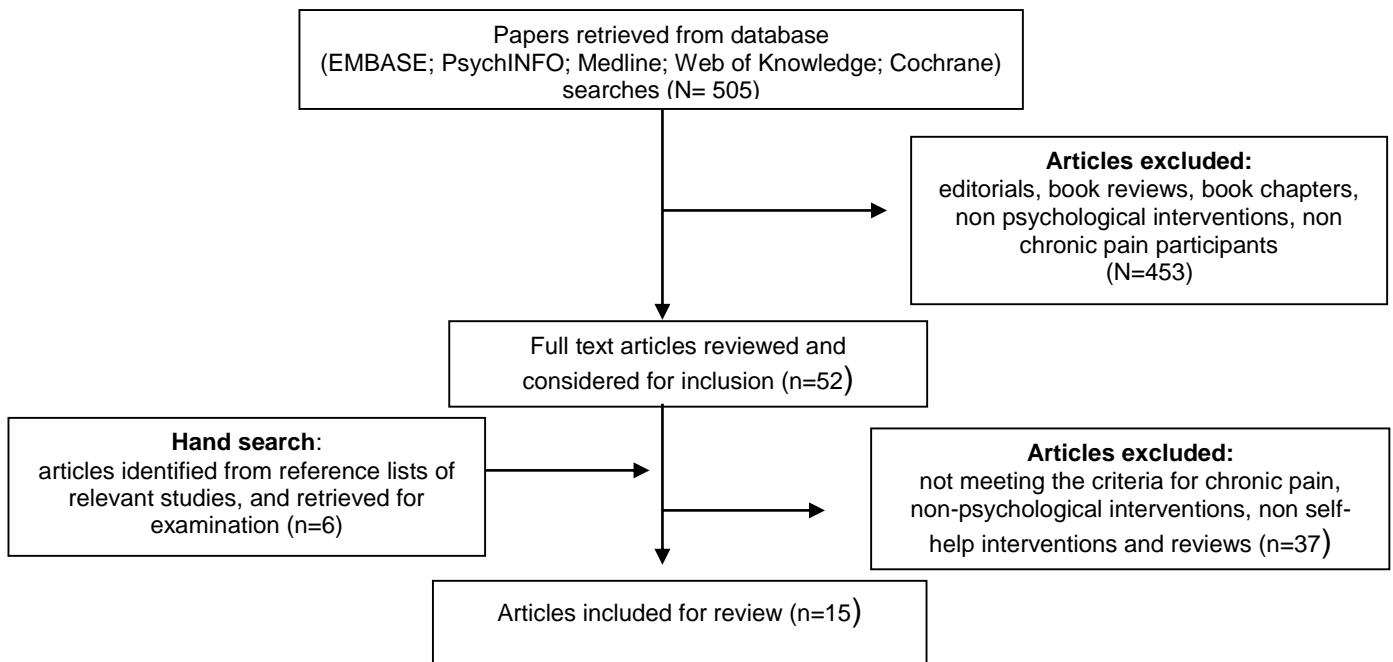 Papers retrieved from database
(EMBASE; PsychINFO; Medline; Web of Knowledge; Cochrane)
searches (N= 505)
Articles excluded:
editorials, book reviews, book chapters,
non psychological interventions, non
chronic pain participants
(N=453)
Full text articles reviewed and
considered for inclusion (n=52)
Hand search:
articles identified from reference lists of
relevant studies, and retrieved for
examination (n=6)
Articles excluded:
not meeting the criteria for chronic pain,
non-psychological interventions, non self-
help interventions and reviews (n=37)
Articles included for review (n=15)